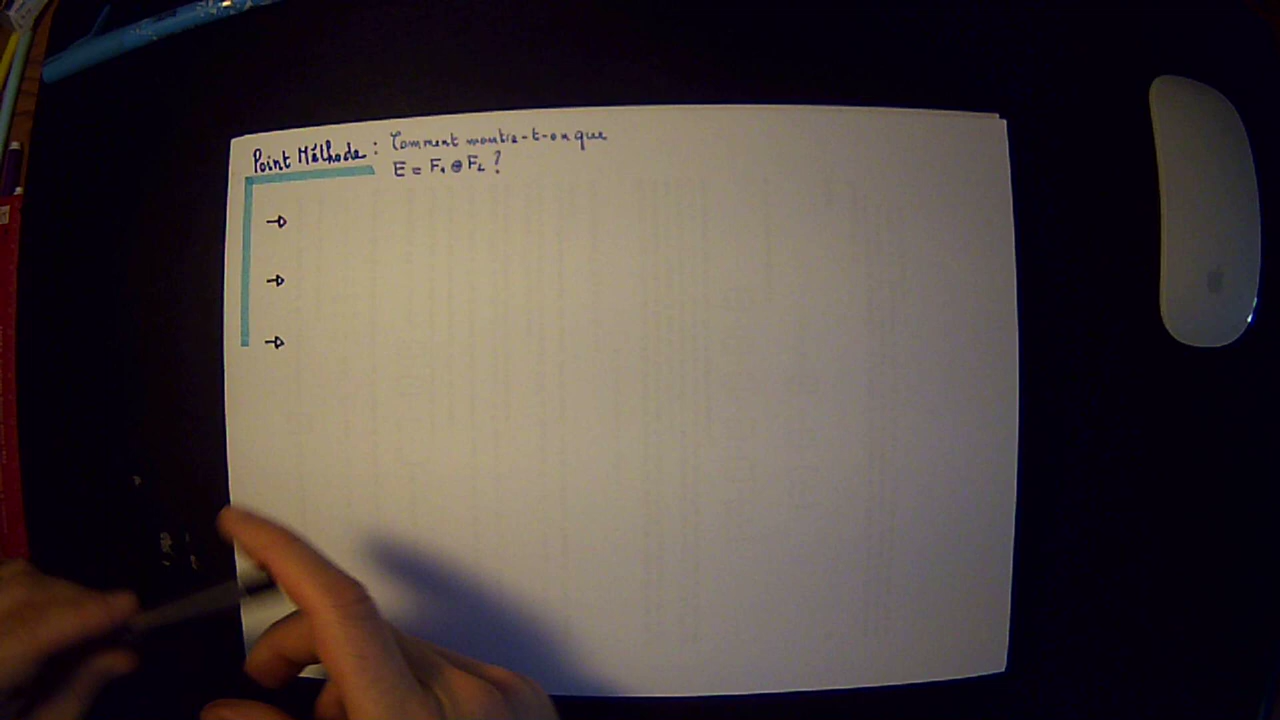 Point Méthode : Comment montre-t-on que
E = F₁ ⊕ F₂ ?
→
→
→